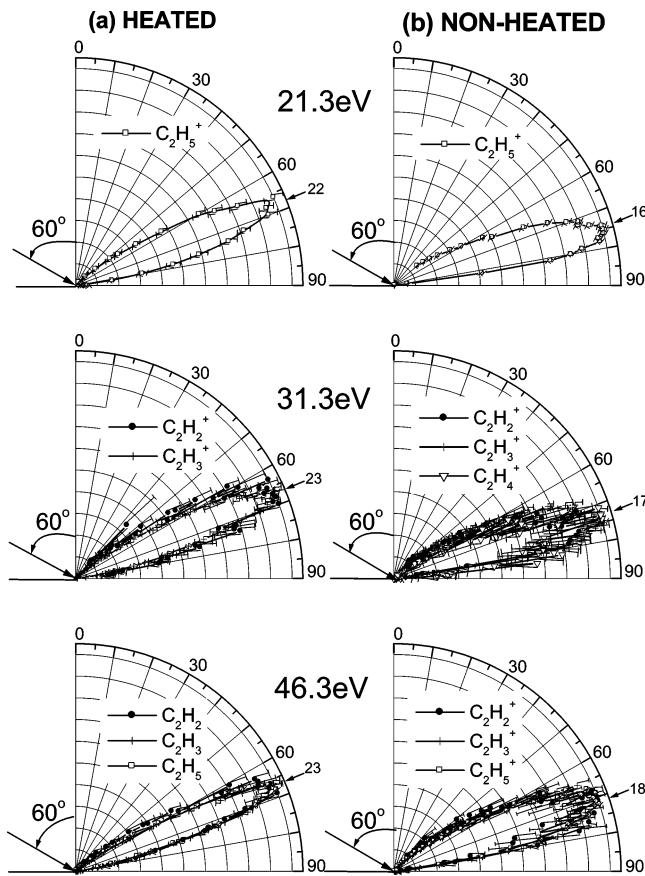 (a) HEATED
(b) NON-HEATED
21.3eV
0
30
60
90
22
60°
C₂H₅⁺
0
30
60
90
16
60°
C₂H₅⁺
31.3eV
0
30
60
90
23
60°
C₂H₂⁺
C₂H₃⁺
0
30
60
90
17
60°
C₂H₂⁺
C₂H₃⁺
C₂H₄⁺
46.3eV
0
30
60
90
23
60°
C₂H₂
C₂H₃
C₂H₅
0
30
60
90
18
60°
C₂H₂⁺
C₂H₃⁺
C₂H₅⁺